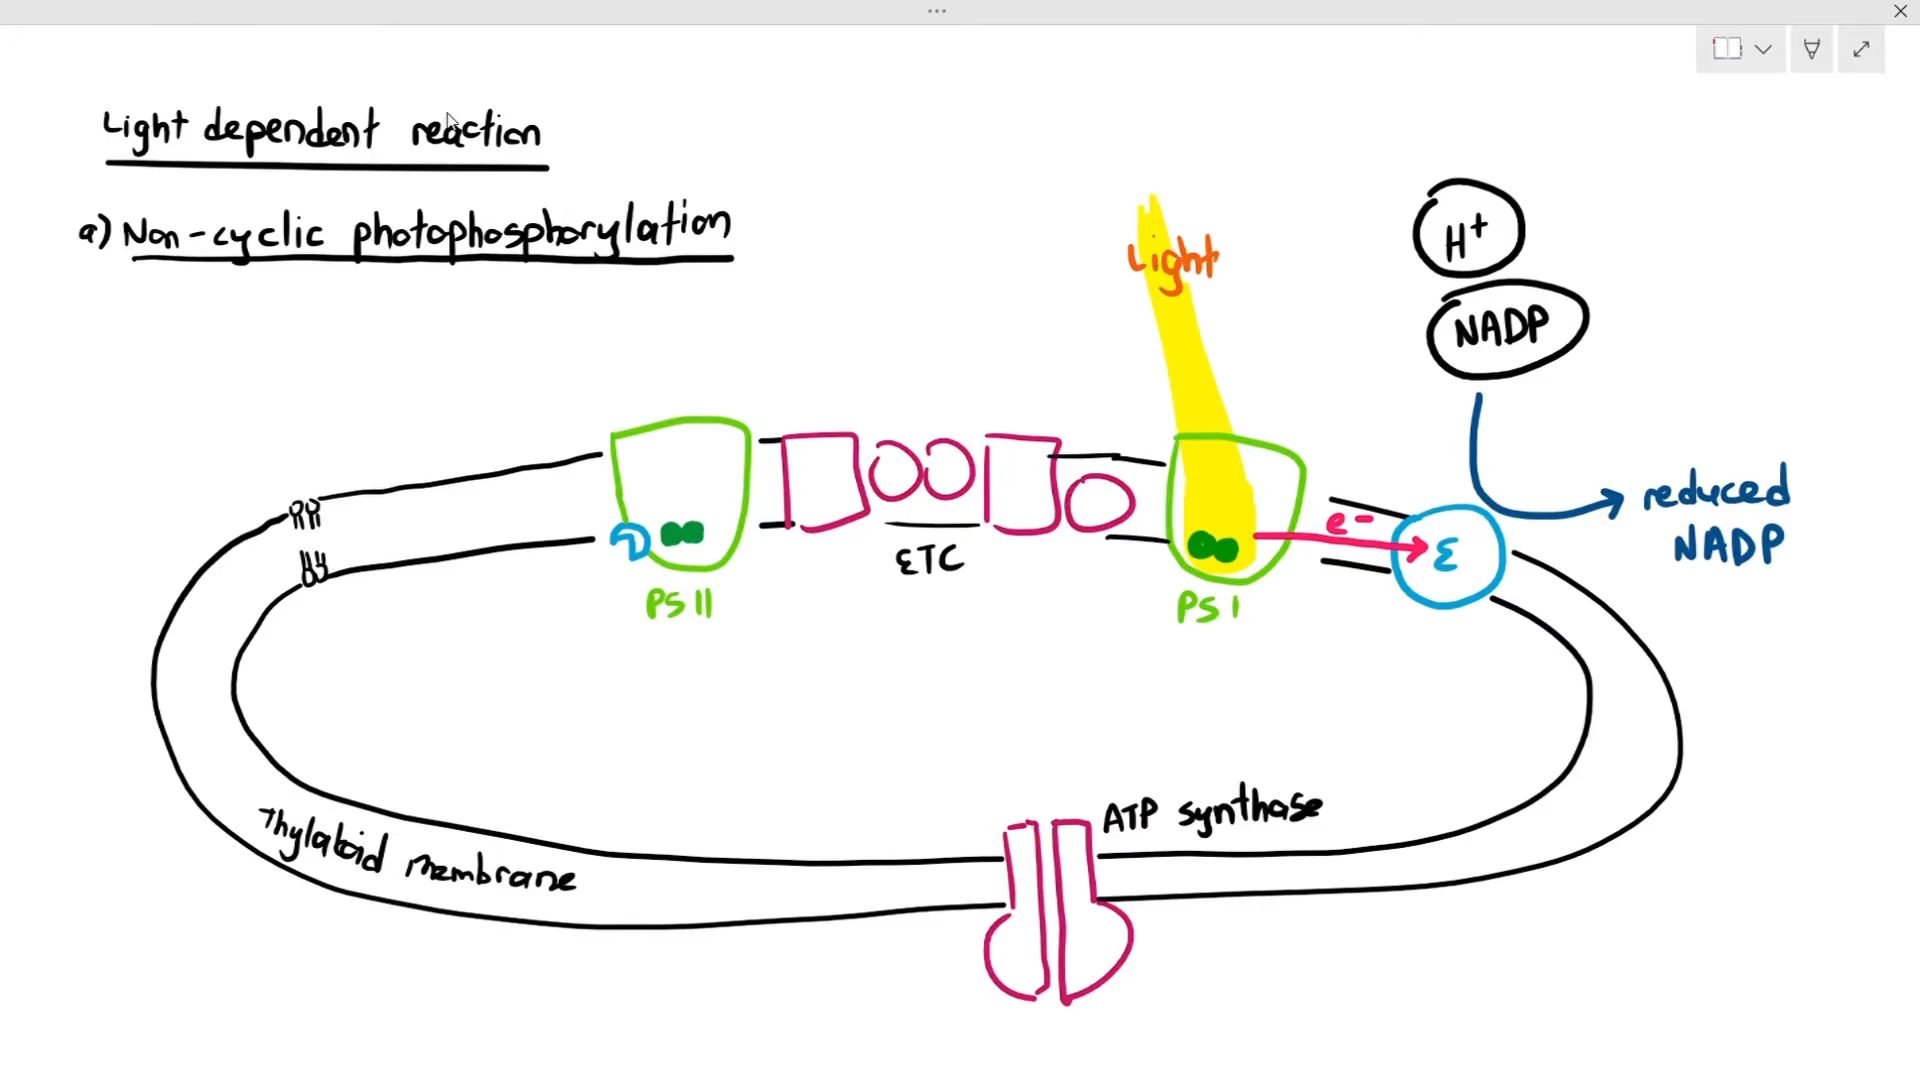 Light dependent reaction
a) Non-cyclic photophosphorylation
Light
H+
NADP
reduced
NADP
e-
E
ETC
PS II
PS I
ATP synthase
Thylakoid membrane